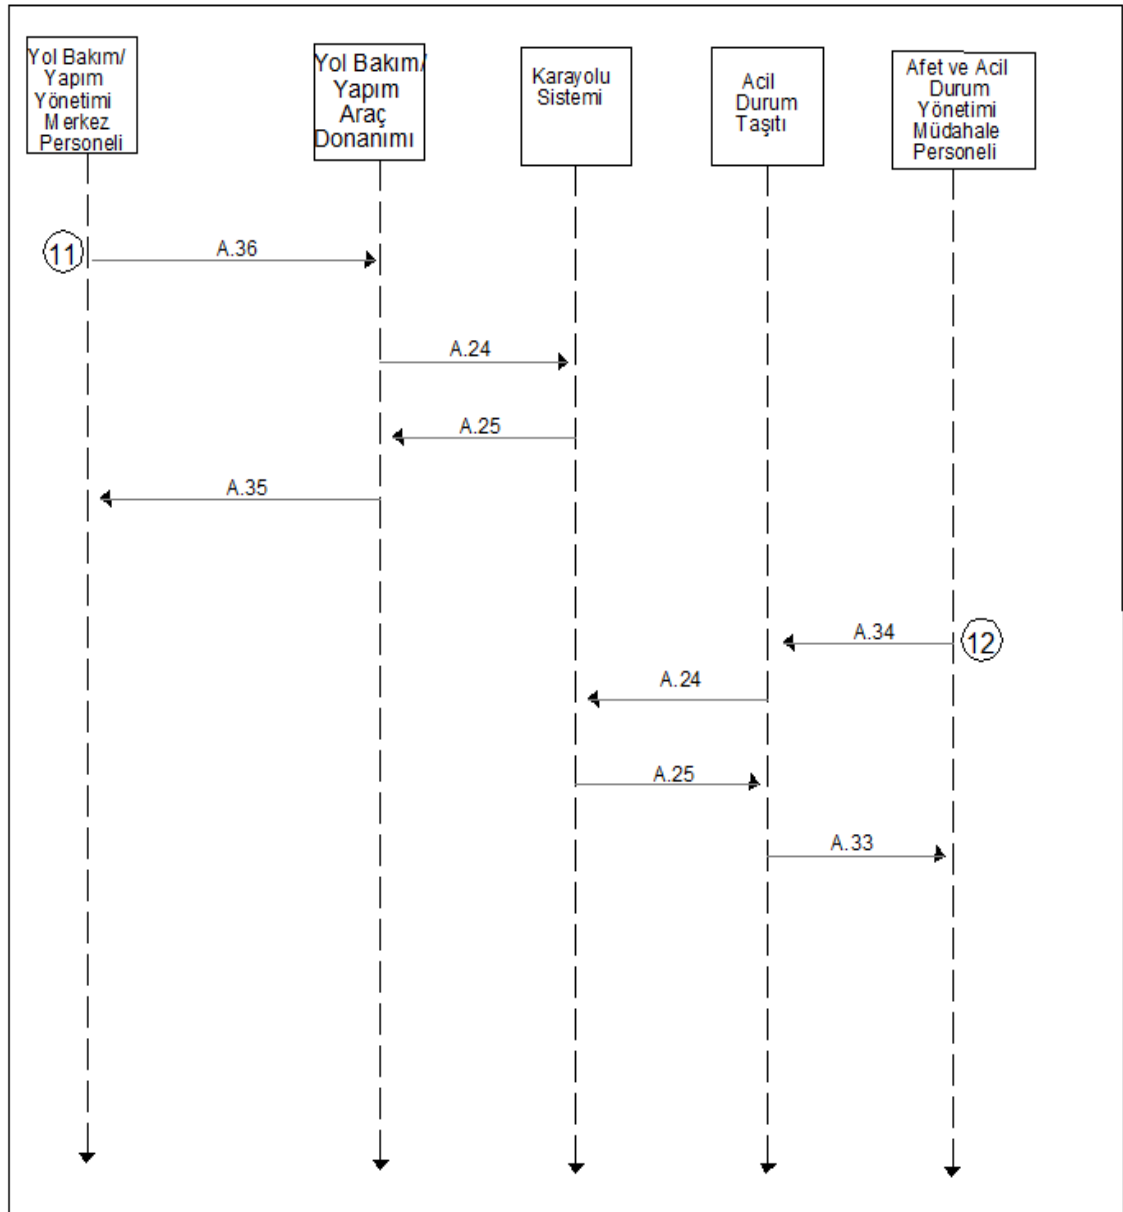 Yol Bakım/
Yapım
Yönetimi
Merkez
Personeli
Yol Bakım/
Yapım
Araç
Donanımı
Karayolu
Sistemi
Acil
Durum
Taşıtı
Afet ve Acil
Durum
Yönetimi
Müdahale
Personeli
11
A.36
A.24
A.25
A.35
A.34
12
A.24
A.25
A.33